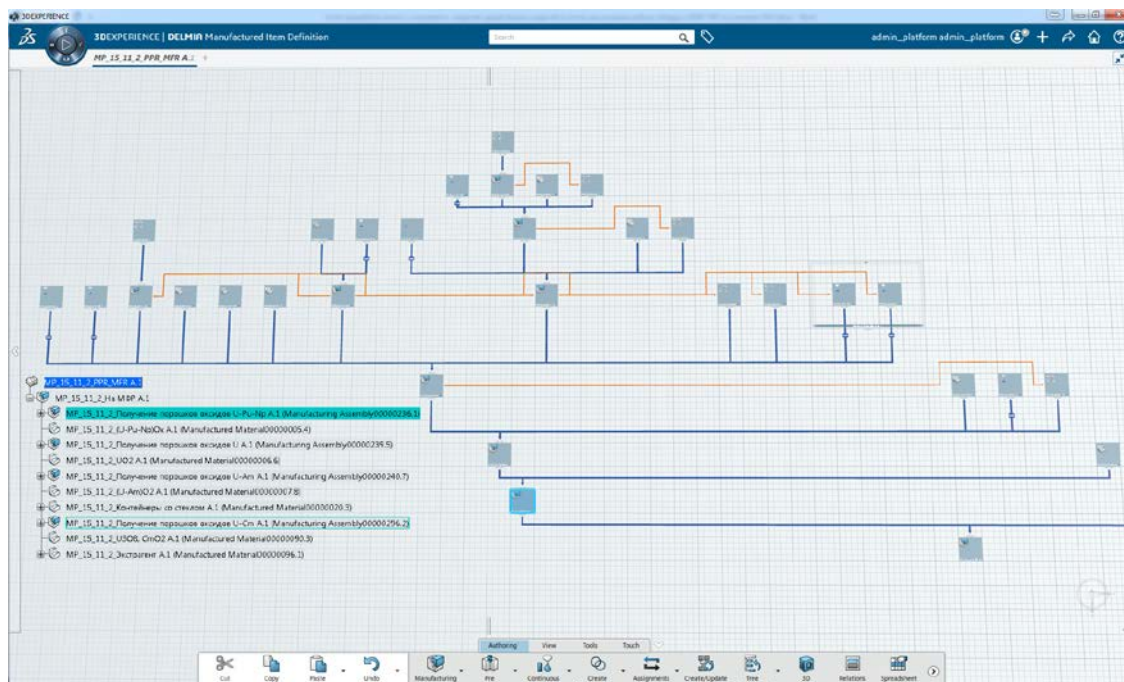 3DEXPERIENCE
3DEXPERIENCE | DELMIA Manufactured Item Definition
Search
admin_platform admin_platform
MP_15_11_2_PPR_MFR A.1
MP_15_11_2_PPR_MFR A.1
MP_15_11_2_На МФР A.1
MP_15_11_2_Получение порошков оксидов U-Pu-Np A.1 (Manufacturing Assembly00000236.1)
MP_15_11_2_(U-Pu-Np)Ox A.1 (Manufactured Material00000005.4)
MP_15_11_2_Получение порошков оксидов U A.1 (Manufacturing Assembly00000239.5)
MP_15_11_2_UO2 A.1 (Manufactured Material00000006.6)
MP_15_11_2_Получение порошков оксидов U-Am A.1 (Manufacturing Assembly00000240.7)
MP_15_11_2_(U-Am)O2 A.1 (Manufactured Material00000007.8)
MP_15_11_2_Контейнеры со стеклом A.1 (Manufactured Material00000020.3)
MP_15_11_2_Получение порошков оксидов U-Cm A.1 (Manufacturing Assembly00000256.2)
MP_15_11_2_U3O8, CmO2 A.1 (Manufactured Material00000090.3)
MP_15_11_2_Экстрагент A.1 (Manufactured Material00000096.1)
Authoring View Tools Touch
Cut Copy Paste Undo Manufacturing Pre Continuous Create Assignments Create/Update Tree 3D Relations Spreadsheet